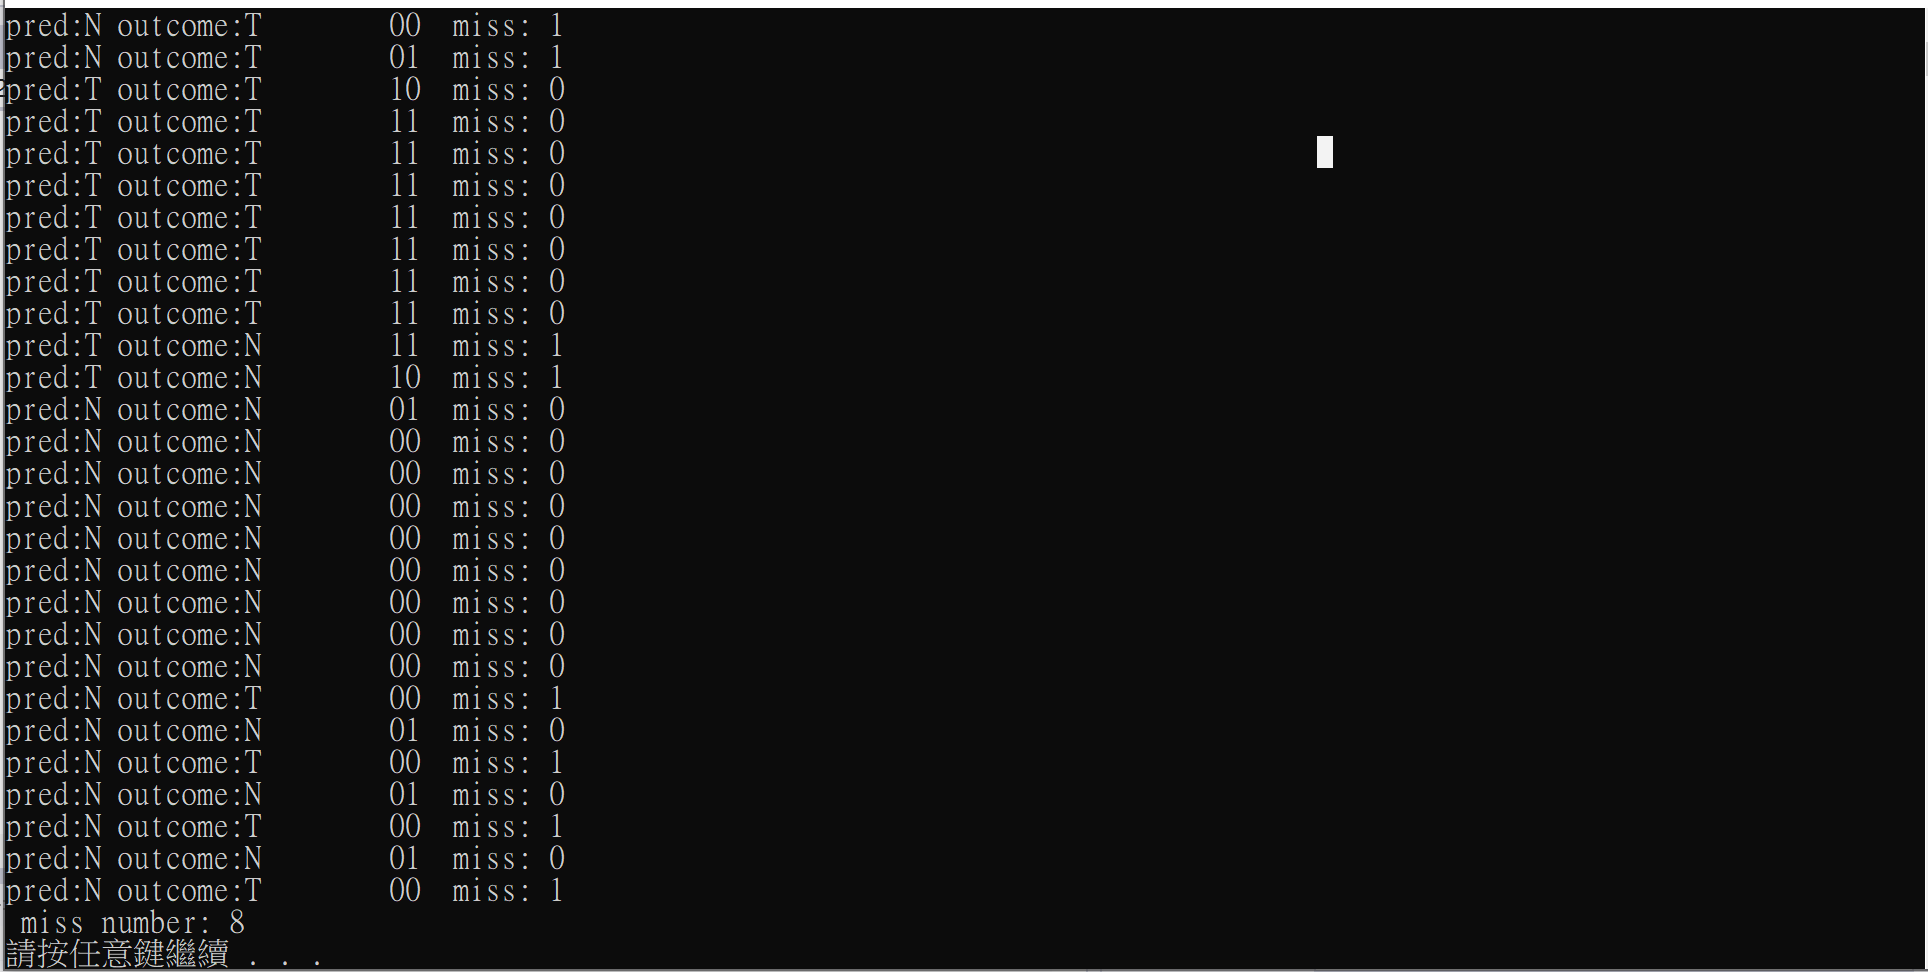 pred:N outcome:T 00 miss: 1
pred:N outcome:T 01 miss: 1
pred:T outcome:T 10 miss: 0
pred:T outcome:T 11 miss: 0
pred:T outcome:T 11 miss: 0
pred:T outcome:T 11 miss: 0
pred:T outcome:T 11 miss: 0
pred:T outcome:T 11 miss: 0
pred:T outcome:T 11 miss: 0
pred:T outcome:T 11 miss: 0
pred:T outcome:N 11 miss: 1
pred:T outcome:N 10 miss: 1
pred:N outcome:N 01 miss: 0
pred:N outcome:N 00 miss: 0
pred:N outcome:N 00 miss: 0
pred:N outcome:N 00 miss: 0
pred:N outcome:N 00 miss: 0
pred:N outcome:N 00 miss: 0
pred:N outcome:N 00 miss: 0
pred:N outcome:N 00 miss: 0
pred:N outcome:N 00 miss: 0
pred:N outcome:T 00 miss: 1
pred:N outcome:N 01 miss: 0
pred:N outcome:T 00 miss: 1
pred:N outcome:N 01 miss: 0
pred:N outcome:T 00 miss: 1
pred:N outcome:N 01 miss: 0
pred:N outcome:T 00 miss: 1
miss number: 8
請按任意鍵繼續 . . .